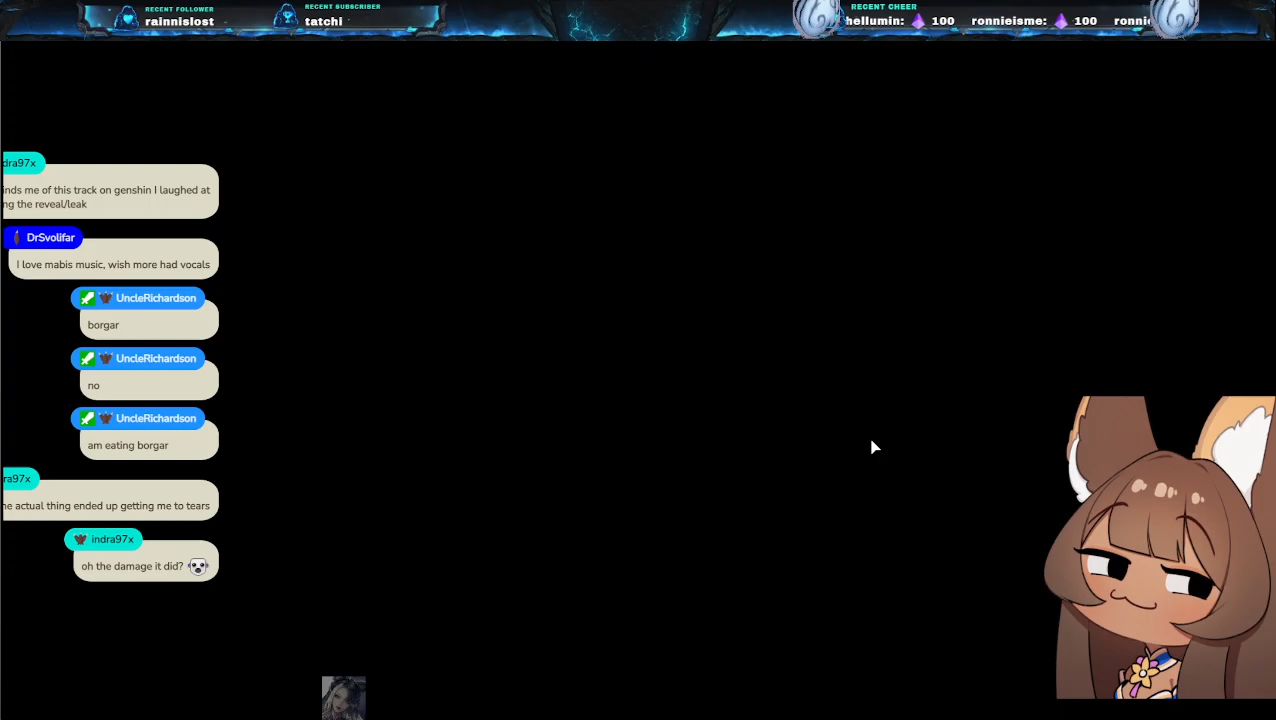 RECENT FOLLOWER
rainnislost
RECENT SUBSCRIBER
tatchi
RECENT CHEER
hellumin: 100 ronnieisme: 100
dra97x
inds me of this track on genshin I laughed at
ng the reveal/leak
DrSvolifar
I love mabis music, wish more had vocals
UncleRichardson
borgar
UncleRichardson
no
UncleRichardson
am eating borgar
ra97x
actual thing ended up getting me to tears
indra97x
oh the damage it did?